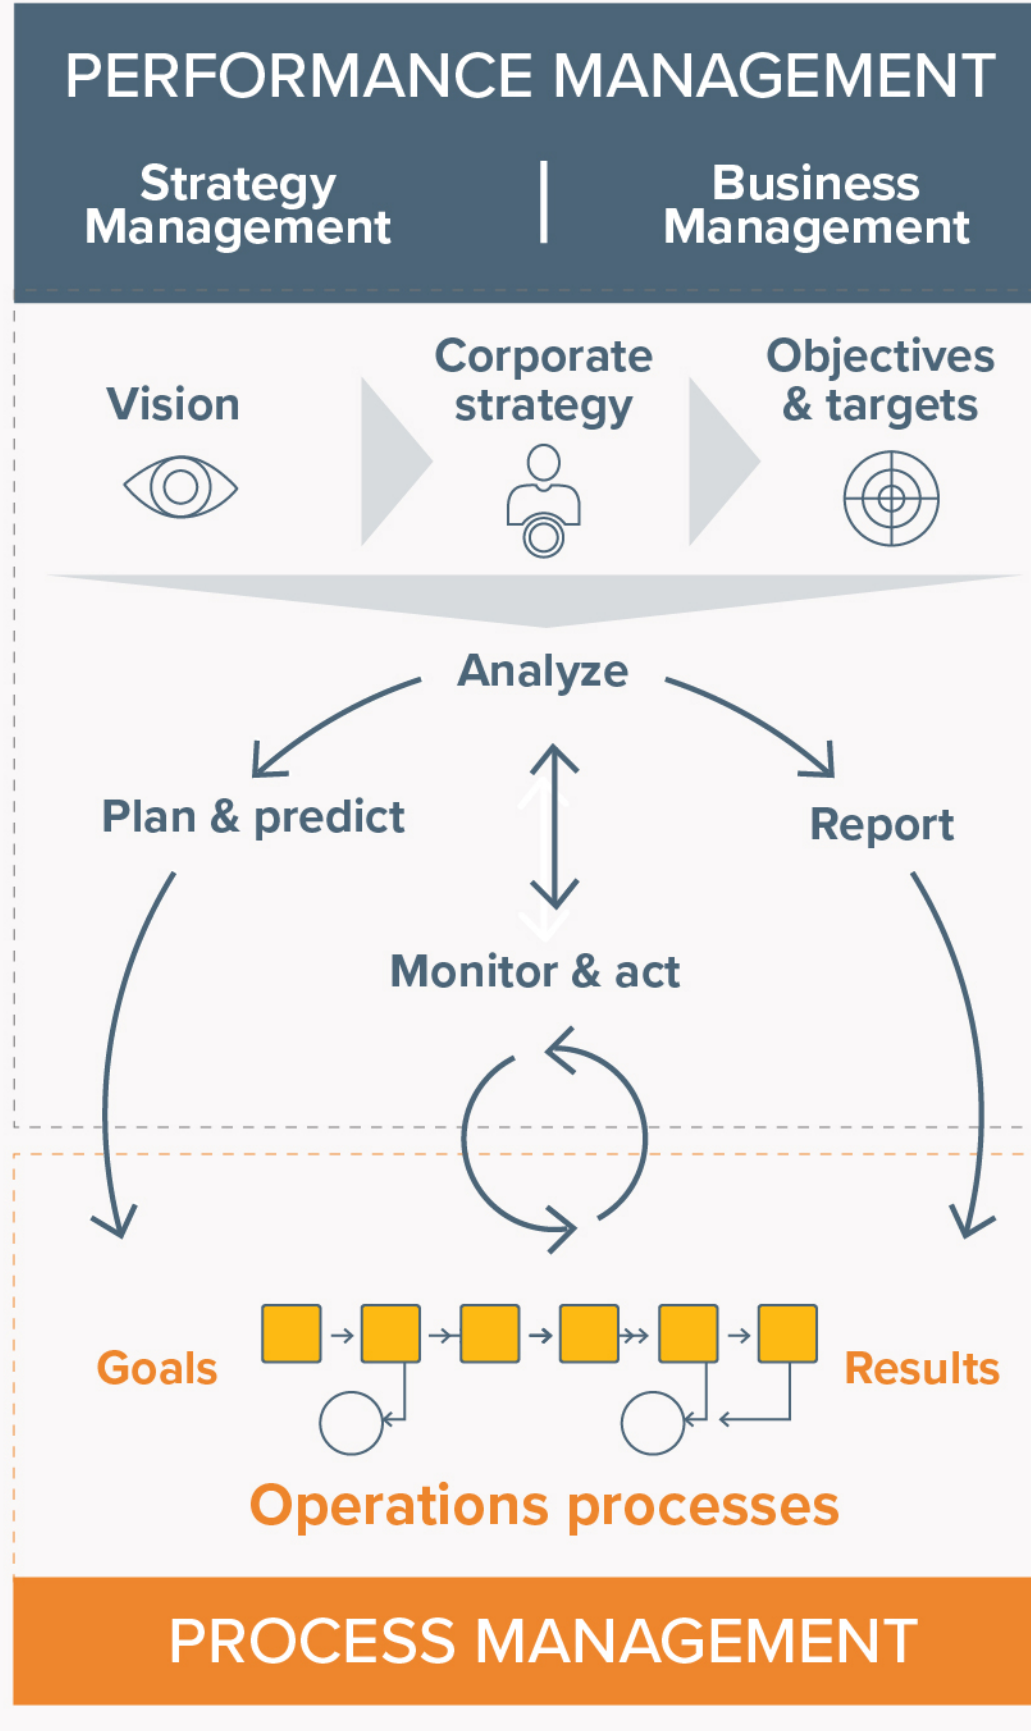 PERFORMANCE MANAGEMENT
Strategy
Management
Business
Management
Vision
Corporate
strategy
Objectives
& targets
Analyze
Plan & predict
Report
Monitor & act
Goals
Results
Operations processes
PROCESS MANAGEMENT